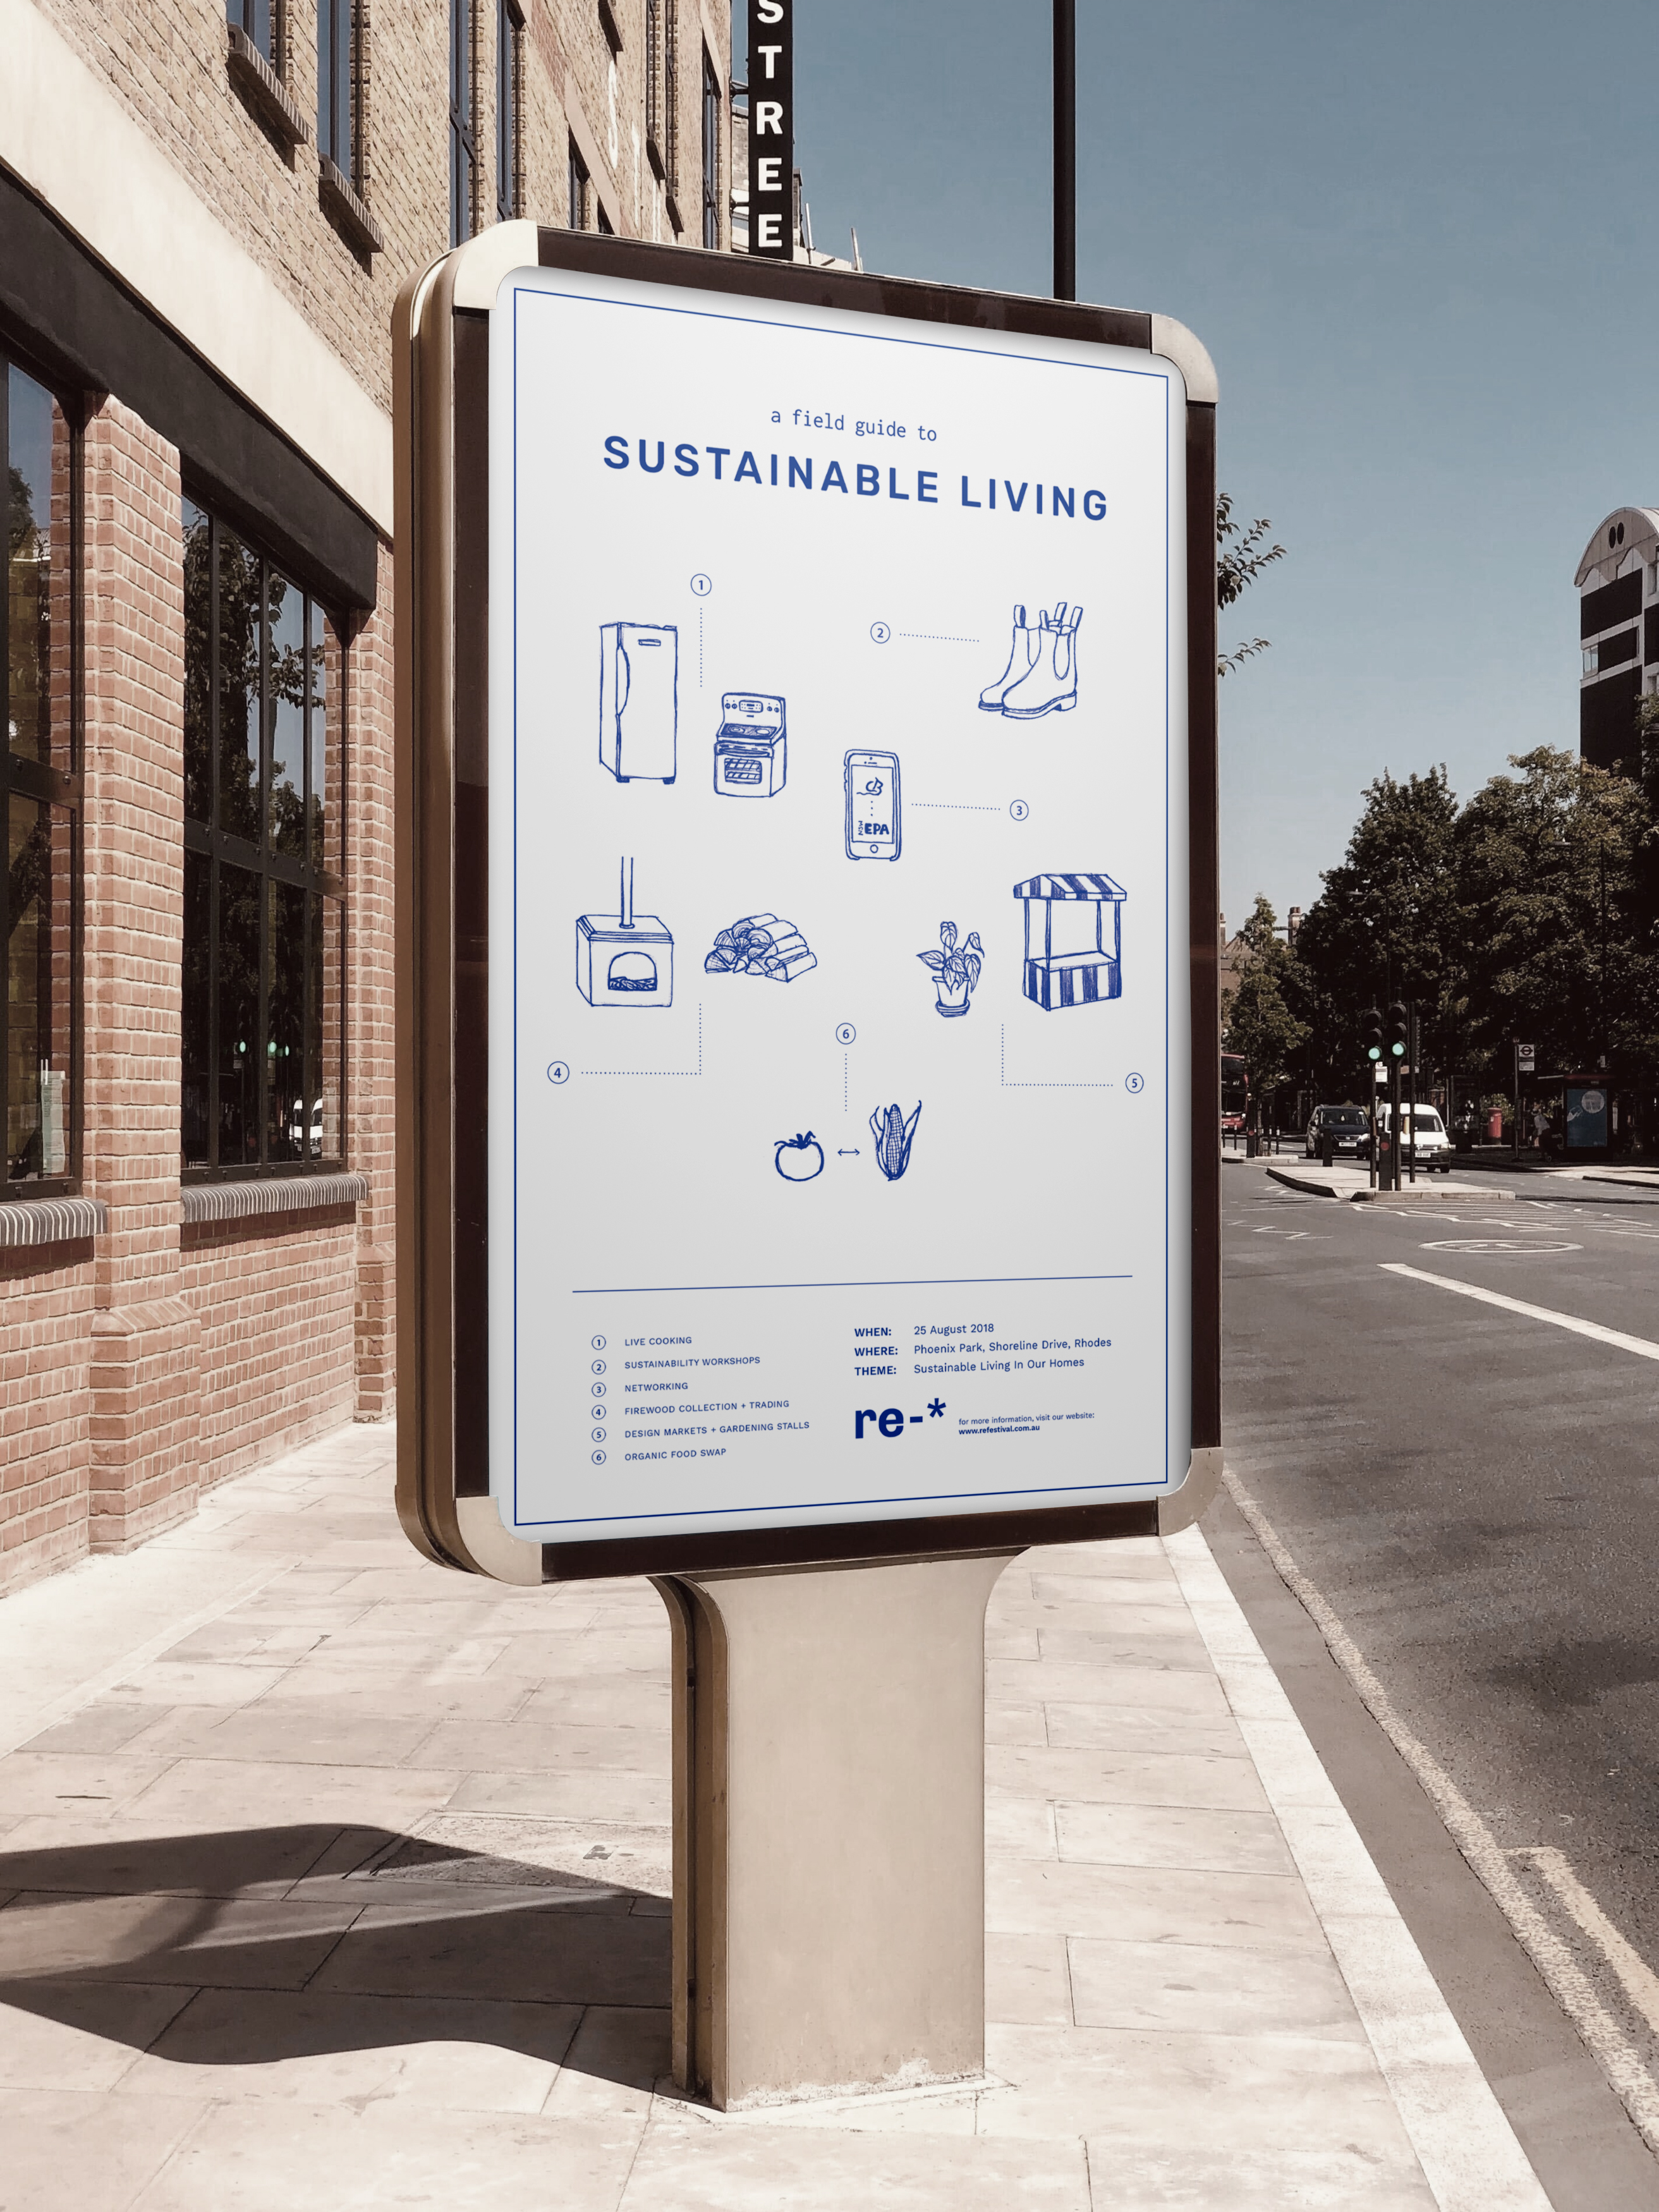 STREE
a field guide to
SUSTAINABLE LIVING
1
2
3
EPA
4
5
6
1 LIVE COOKING
2 SUSTAINABILITY WORKSHOPS
3 NETWORKING
4 FIREWOOD COLLECTION + TRADING
5 DESIGN MARKETS + GARDENING STALLS
6 ORGANIC FOOD SWAP
WHEN: 25 August 2018
WHERE: Phoenix Park, Shoreline Drive, Rhodes
THEME: Sustainable Living In Our Homes
re-*
for more information, visit our website:
www.refestival.com.au